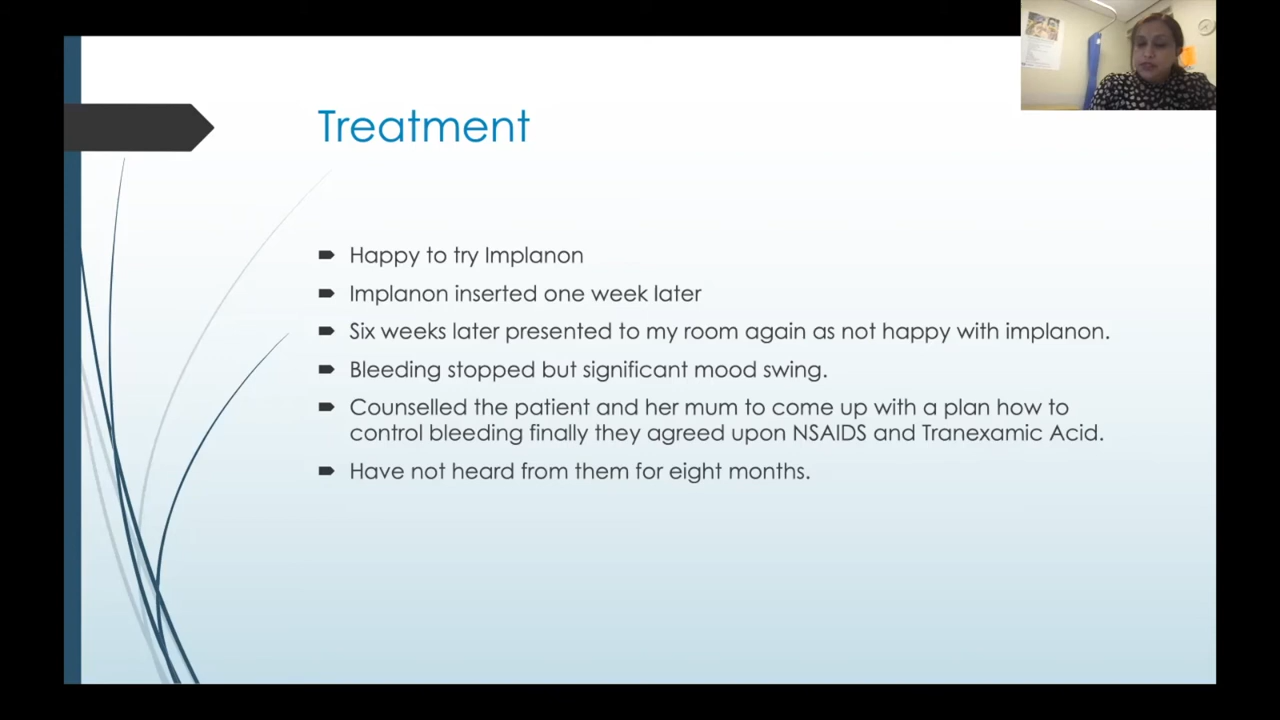 Treatment
Happy to try Implanon
Implanon inserted one week later
Six weeks later presented to my room again as not happy with implanon.
Bleeding stopped but significant mood swing.
Counselled the patient and her mum to come up with a plan how to
control bleeding finally they agreed upon NSAIDS and Tranexamic Acid.
Have not heard from them for eight months.